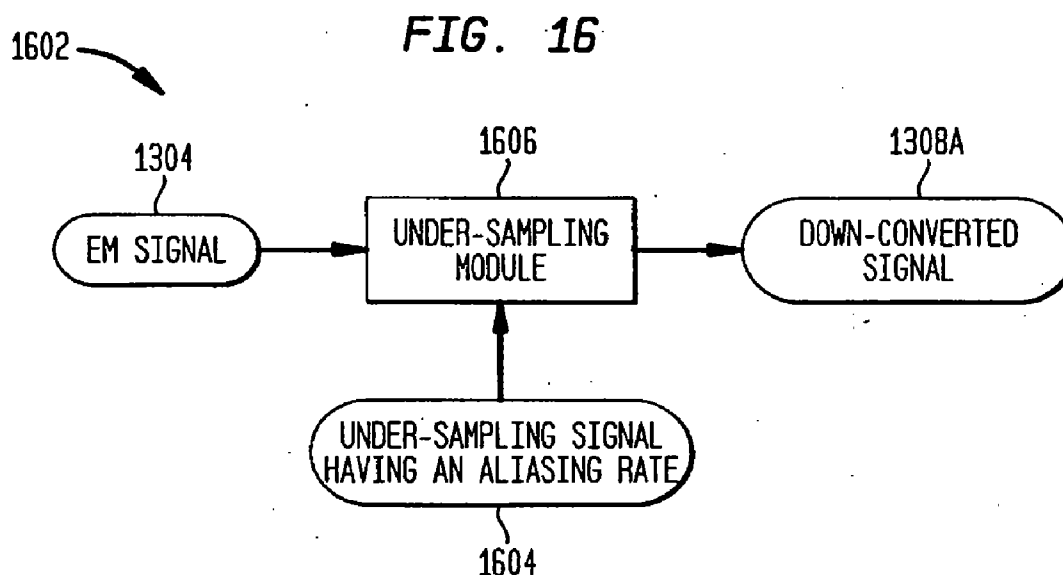 FIG. 16
1602
1304
1606
1308A
EM SIGNAL
UNDER-SAMPLING
MODULE
DOWN-CONVERTED
SIGNAL
UNDER-SAMPLING SIGNAL
HAVING AN ALIASING RATE
1604